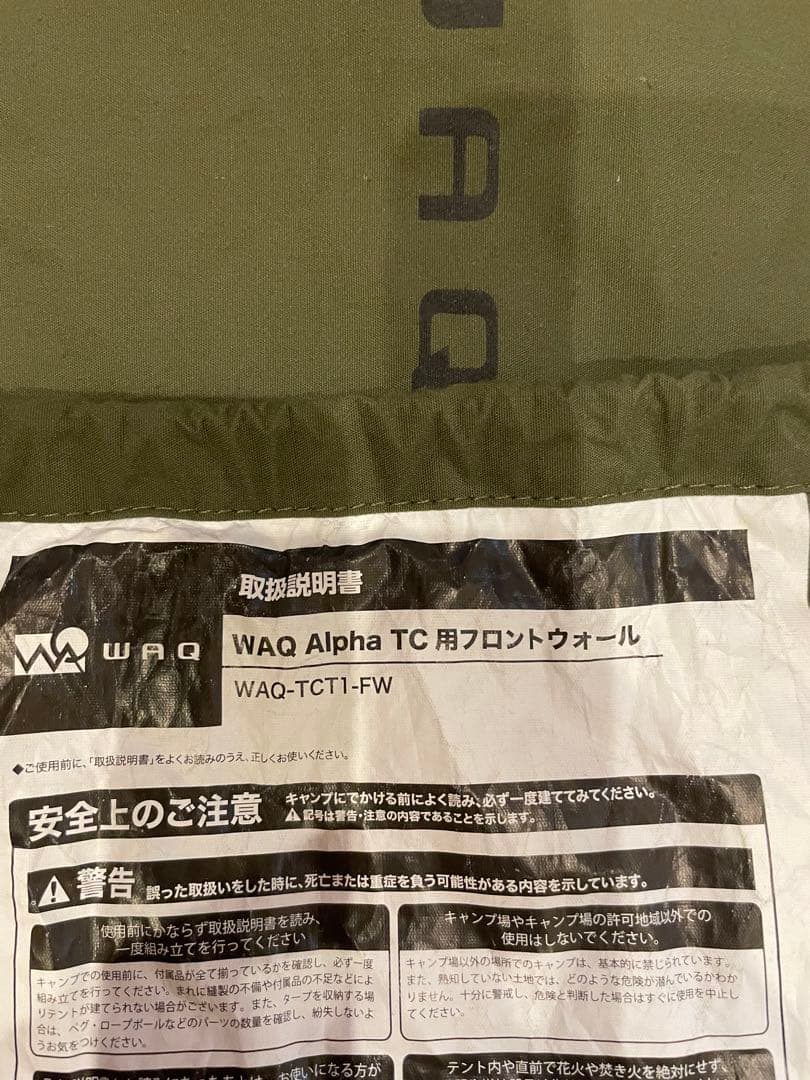 WAQ
取扱説明書
WAQ
WAQ Alpha TC 用フロントウォール
WAQ-TCT1-FW
◆ご使用前に、「取扱説明書」をよくお読みのうえ、正しくお使いください。
安全上のご注意
キャンプにでかける前によく読み、必ず一度建ててみてください。
⚠記号は警告・注意の内容であることを示します。
⚠警告 誤った取扱いをした時に、死亡または重症を負う可能性がある内容を示しています。
使用前にかならず取扱説明書を読み、
一度組み立てを行ってください
キャンプでの使用前に、付属品が全て揃っているかを確認し、必ず一度
組み立てを行ってください。まれに縫製の不備や付属品の不足などによ
りテントが建てられない場合がございます。また、タープを収納する場
合は、ペグ・ロープポールなどのパーツの数量を確認し、紛失しないよ
うお気をつけください。
キャンプ場やキャンプ場の許可地域以外での
使用はしないでください。
キャンプ場以外の場所でのキャンプは、基本的に禁じられています。
また、熟知していない土地では、どのような危険が潜んでいるかわか
りません。十分に警戒し、危険と判断した場合はすぐに使用を中止し
てください。
お使いになる方が
テント内や直前で花火や焚き火を絶対にせず、